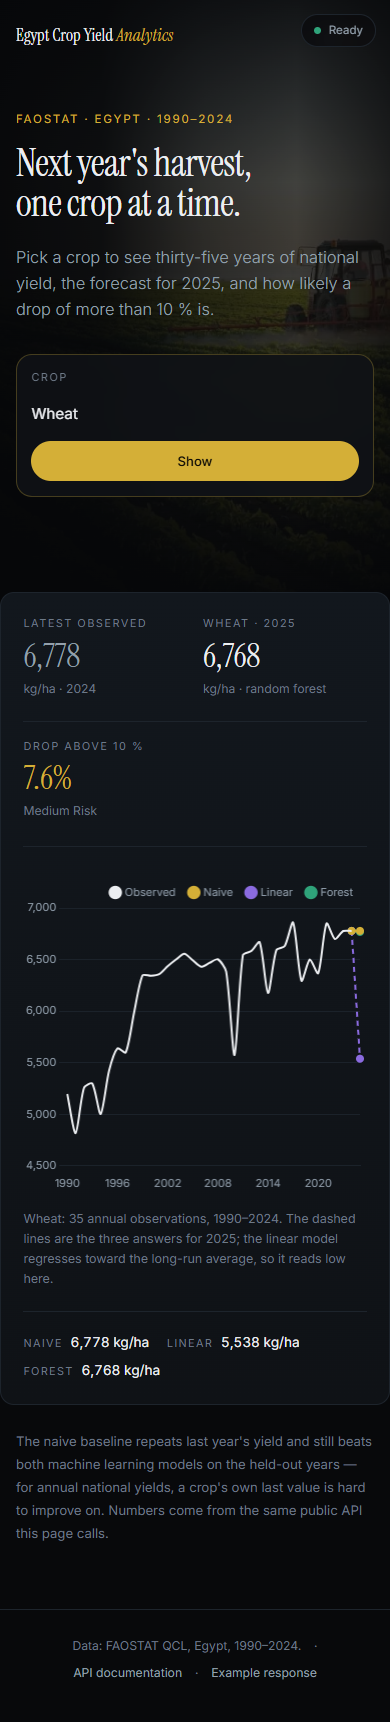 Egypt Crop Yield Analytics
Ready
FAOSTAT · EGYPT · 1990–2024
Next year's harvest,
one crop at a time.
Pick a crop to see thirty-five years of national
yield, the forecast for 2025, and how likely a
drop of more than 10 % is.
CROP
Wheat
Show
LATEST OBSERVED
6,778
kg/ha · 2024
WHEAT · 2025
6,768
kg/ha · random forest
DROP ABOVE 10 %
7.6%
Medium Risk
Observed Naive Linear Forest
7,000
6,500
6,000
5,500
5,000
4,500
1990 1996 2002 2008 2014 2020
Wheat: 35 annual observations, 1990–2024. The dashed
lines are the three answers for 2025; the linear model
regresses toward the long-run average, so it reads low
here.
NAIVE 6,778 kg/ha LINEAR 5,538 kg/ha
FOREST 6,768 kg/ha
The naive baseline repeats last year's yield and still beats
both machine learning models on the held-out years —
for annual national yields, a crop's own last value is hard
to improve on. Numbers come from the same public API
this page calls.
Data: FAOSTAT QCL, Egypt, 1990–2024. ·
API documentation · Example response